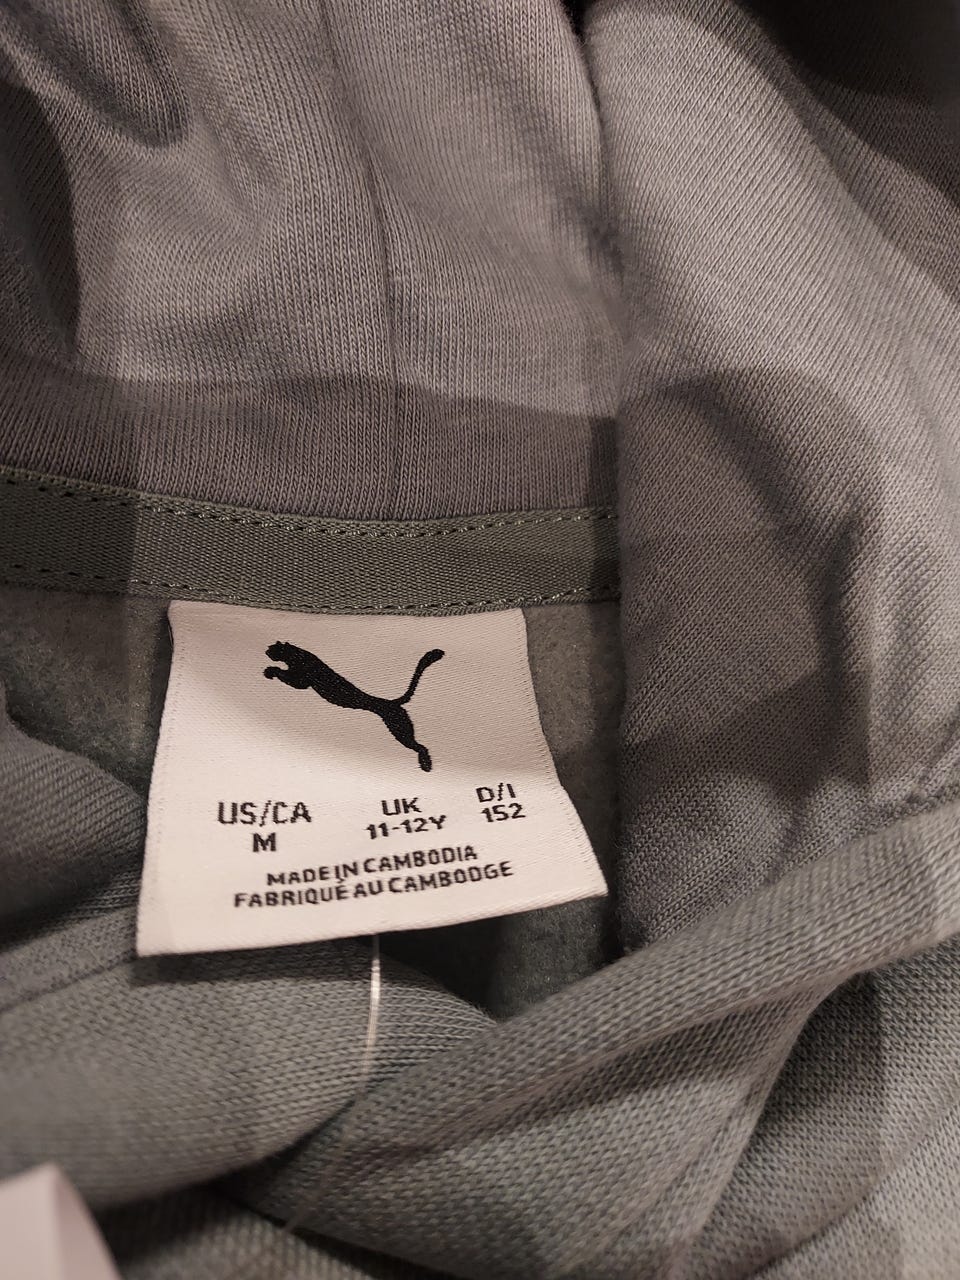 US/CA UK D/I
M 11-12Y 152
MADE IN CAMBODIA
FABRIQUÉ AU CAMBODGE